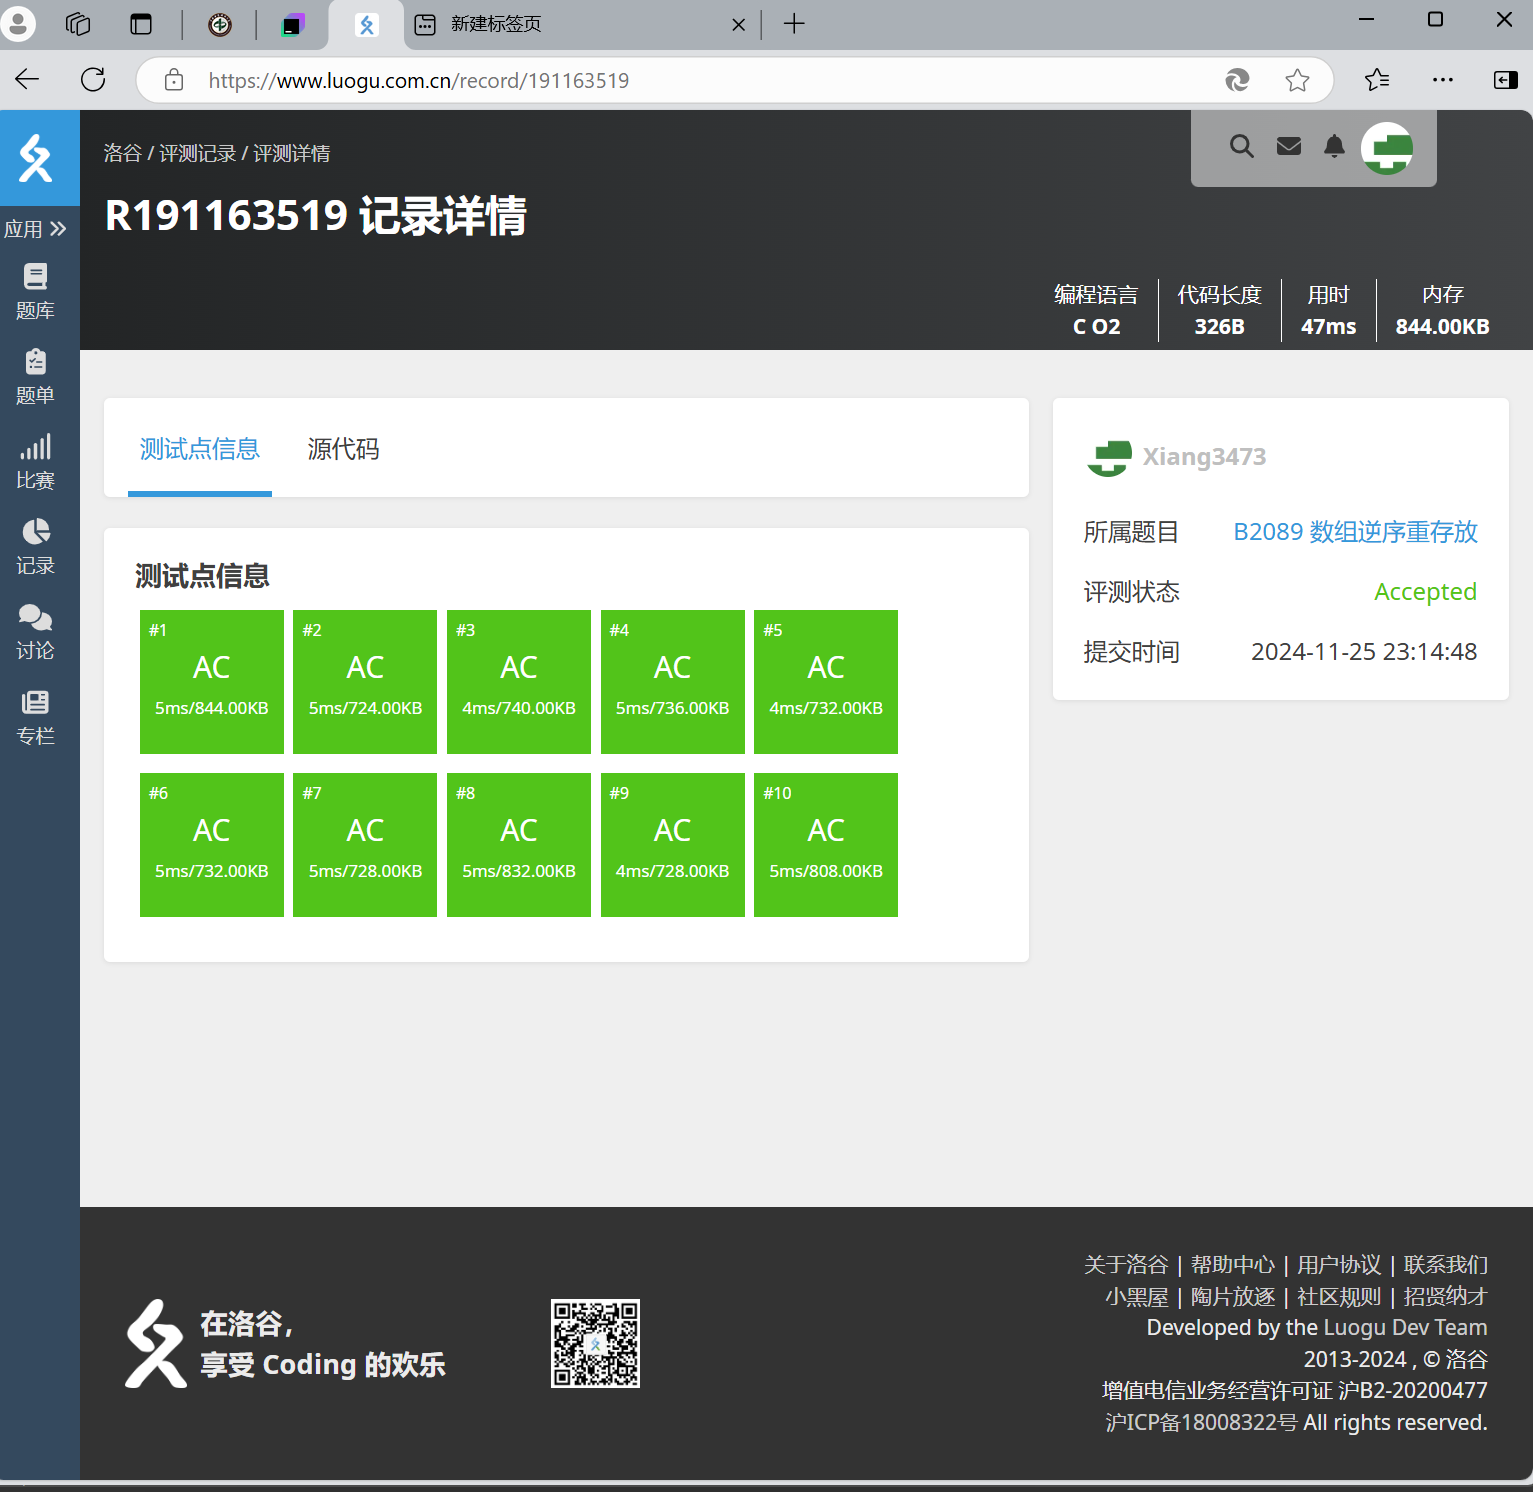 新建标签页
https://www.luogu.com.cn/record/191163519
洛谷 / 评测记录 / 评测详情
R191163519 记录详情
编程语言 代码长度 用时 内存
C O2 326B 47ms 844.00KB
应用
题库
题单
比赛
记录
讨论
专栏
测试点信息 源代码
测试点信息
#1 #2 #3 #4 #5
AC AC AC AC AC
5ms/844.00KB 5ms/724.00KB 4ms/740.00KB 5ms/736.00KB 4ms/732.00KB
#6 #7 #8 #9 #10
AC AC AC AC AC
5ms/732.00KB 5ms/728.00KB 5ms/832.00KB 4ms/728.00KB 5ms/808.00KB
Xiang3473
所属题目 B2089 数组逆序重存放
评测状态 Accepted
提交时间 2024-11-25 23:14:48
在洛谷，
享受 Coding 的欢乐
关于洛谷 | 帮助中心 | 用户协议 | 联系我们
小黑屋 | 陶片放逐 | 社区规则 | 招贤纳才
Developed by the Luogu Dev Team
2013-2024 , © 洛谷
增值电信业务经营许可证 沪B2-20200477
沪ICP备18008322号 All rights reserved.